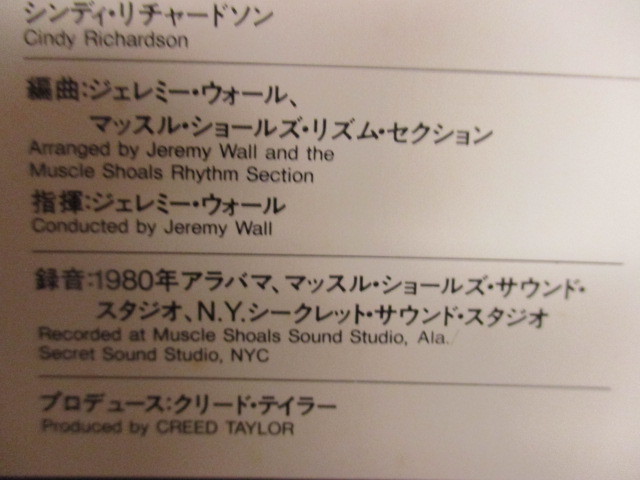 シンディ・リチャードソン
Cindy Richardson
編曲:ジェレミー・ウォール、
マッスル・ショールズ・リズム・セクション
Arranged by Jeremy Wall and the
Muscle Shoals Rhythm Section
指揮:ジェレミー・ウォール
Conducted by Jeremy Wall
録音:1980年アラバマ、マッスル・ショールズ・サウンド・
スタジオ、N.Y.シークレット・サウンド・スタジオ
Recorded at Muscle Shoals Sound Studio, Ala.
Secret Sound Studio, NYC
プロデュース:クリード・テイラー
Produced by CREED TAYLOR